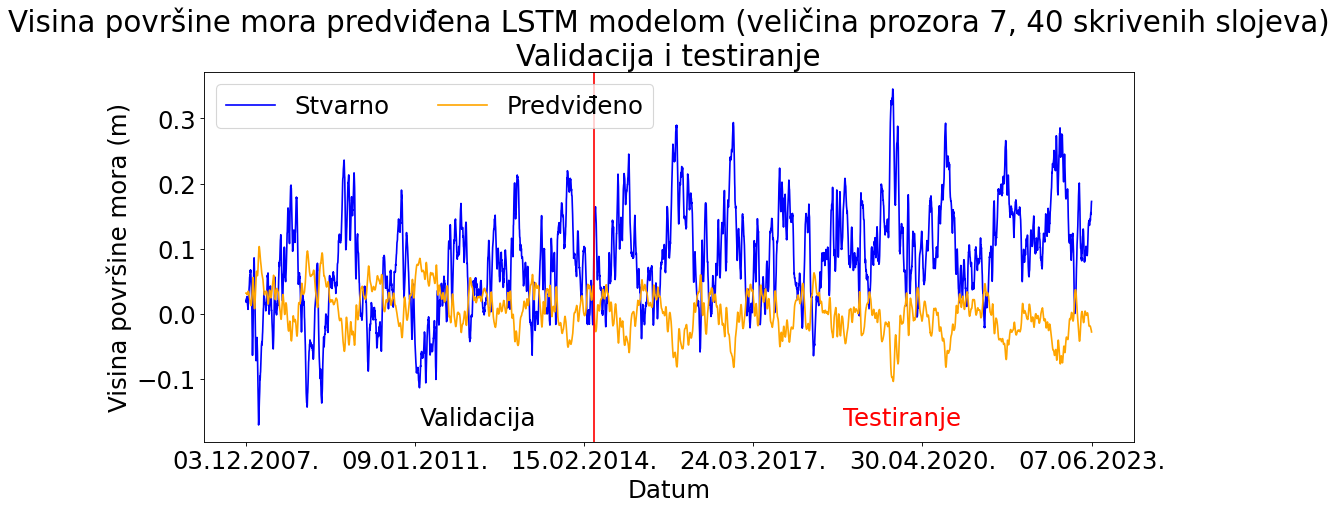 Visina površine mora predviđena LSTM modelom (veličina prozora 7, 40 skrivenih slojeva)
Validacija i testiranje
Stvarno
Predviđeno
Visina površine mora (m)
0.3
0.2
0.1
0.0
−0.1
Validacija
Testiranje
03.12.2007.
09.01.2011.
15.02.2014.
24.03.2017.
30.04.2020.
07.06.2023.
Datum